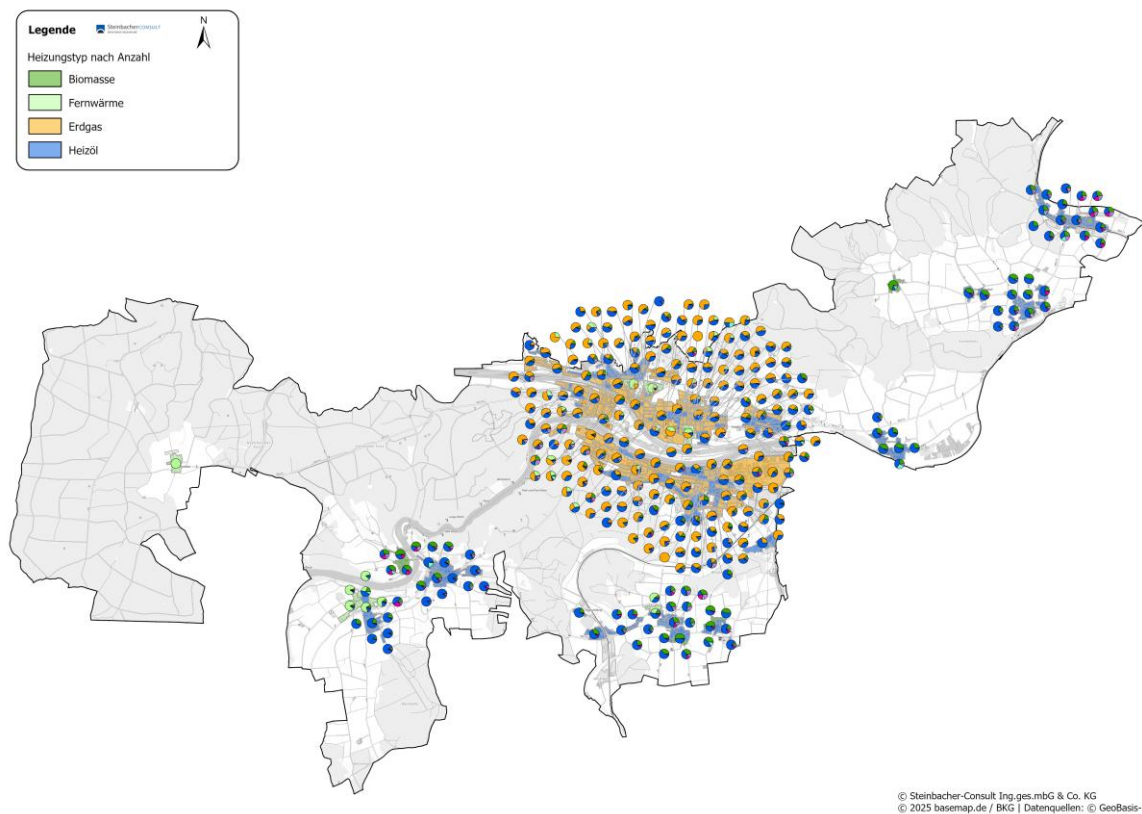 Legende
SteinbacherCONSULT
N
Heizungstyp nach Anzahl
Biomasse
Fernwärme
Erdgas
Heizöl
© Steinbacher-Consult Ing.ges.mbG & Co. KG
© 2025 basemap.de / BKG | Datenquellen: © GeoBasis-